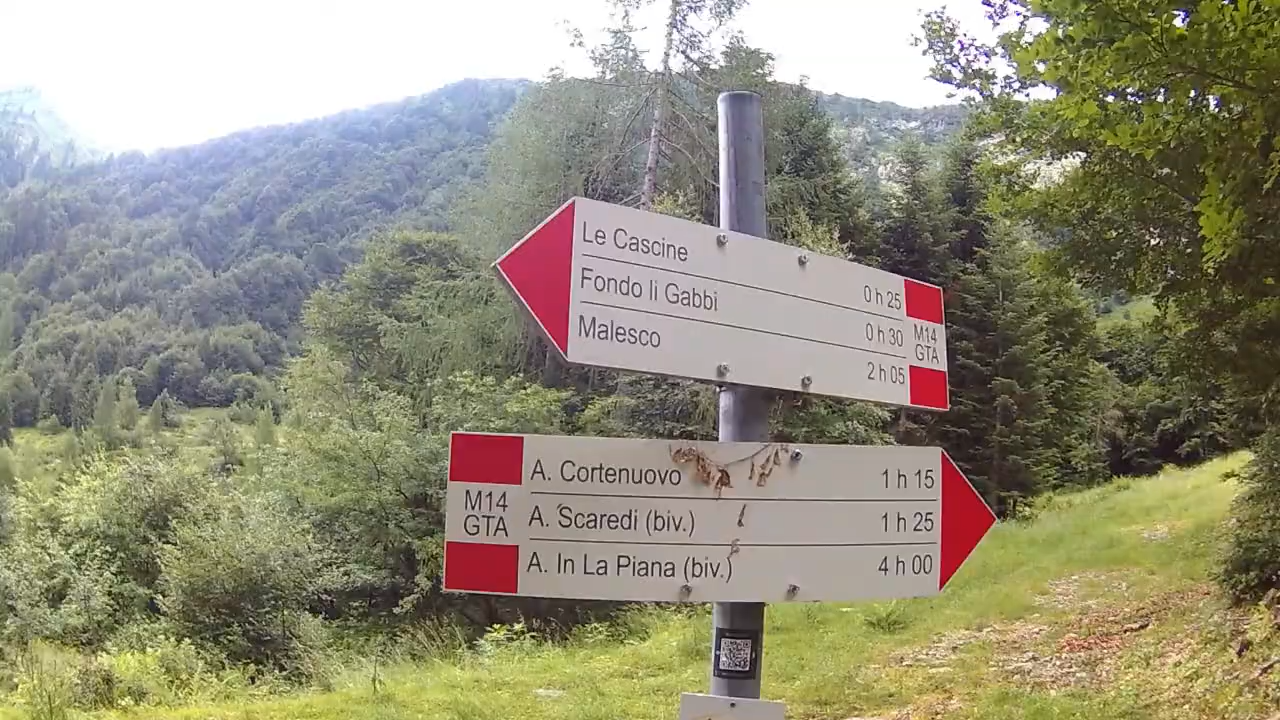 Le Cascine 0 h 25
Fondo li Gabbi 0 h 30
Malesco 2 h 05
M14
GTA
A. Cortenuovo 1 h 15
A. Scaredi (biv.) 1 h 25
A. In La Piana (biv.) 4 h 00
M14
GTA